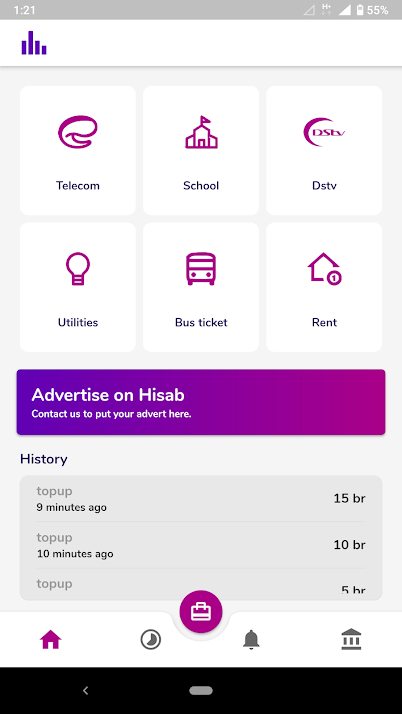 1:21
H+
55%
Telecom
School
DStv
Dstv
Utilities
Bus ticket
1
Rent
Advertise on Hisab
Contact us to put your advert here.
History
topup
15 br
9 minutes ago
topup
10 br
10 minutes ago
topup
5 br